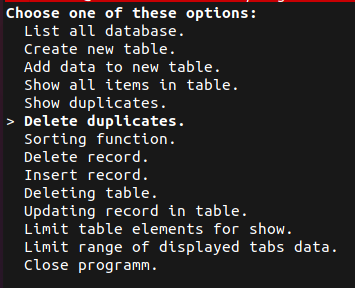 Choose one of these options:
List all database.
Create new table.
Add data to new table.
Show all items in table.
Show duplicates.
> Delete duplicates.
Sorting function.
Delete record.
Insert record.
Deleting table.
Updating record in table.
Limit table elements for show.
Limit range of displayed tabs data.
Close programm.